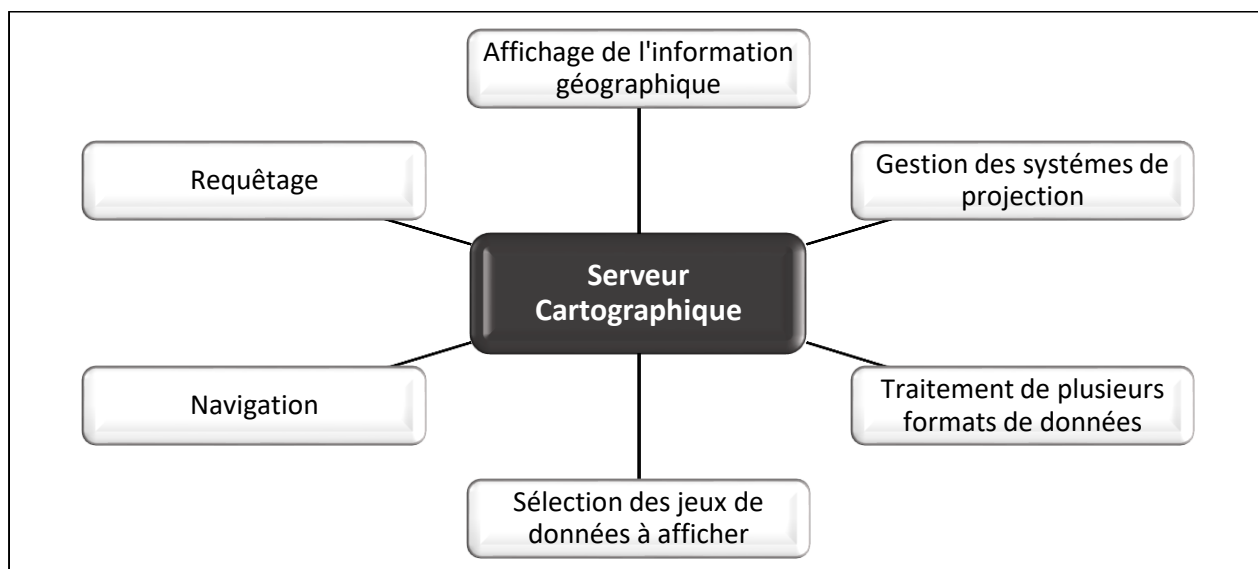 Affichage de l'information
géographique
Requêtage
Gestion des systémes de
projection
Serveur
Cartographique
Navigation
Traitement de plusieurs
formats de données
Sélection des jeux de
données à afficher